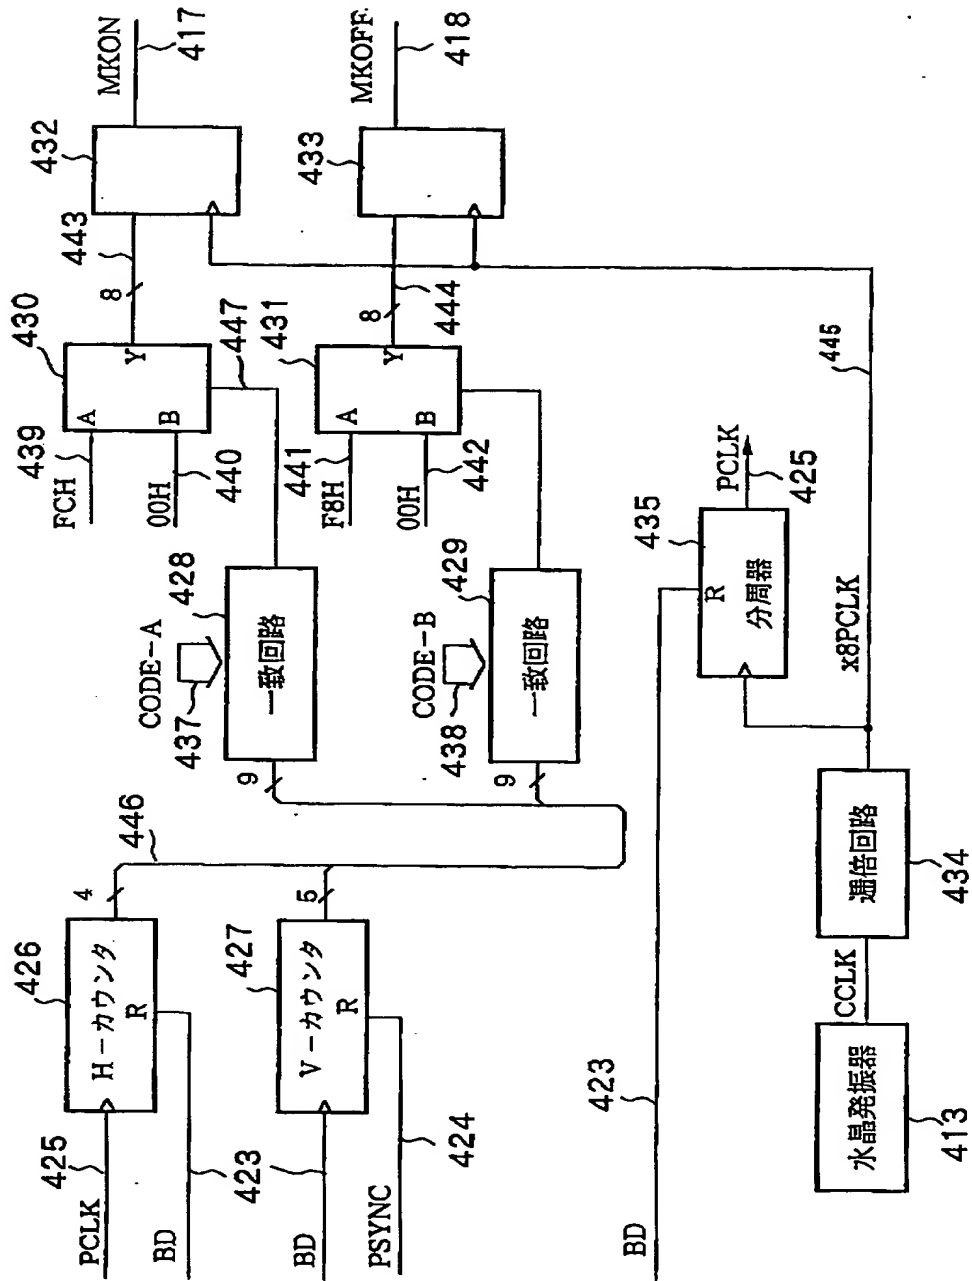 MKON
417
432
443
8
430
A
B
Y
439
FCH
440
00H
447
MKOFF
418
433
444
8
431
A
B
Y
441
F8H
442
00H
CODE-A
437
一致回路
428
9
CODE-B
438
一致回路
429
9
446
4
426
H-カウンタ
R
PCLK
425
BD
423
5
427
V-カウンタ
R
BD
PSYNC
424
BD
423
435
R
分周器
PCLK
425
x8PCLK
445
逓倍回路
434
CCLK
水晶発振器
413